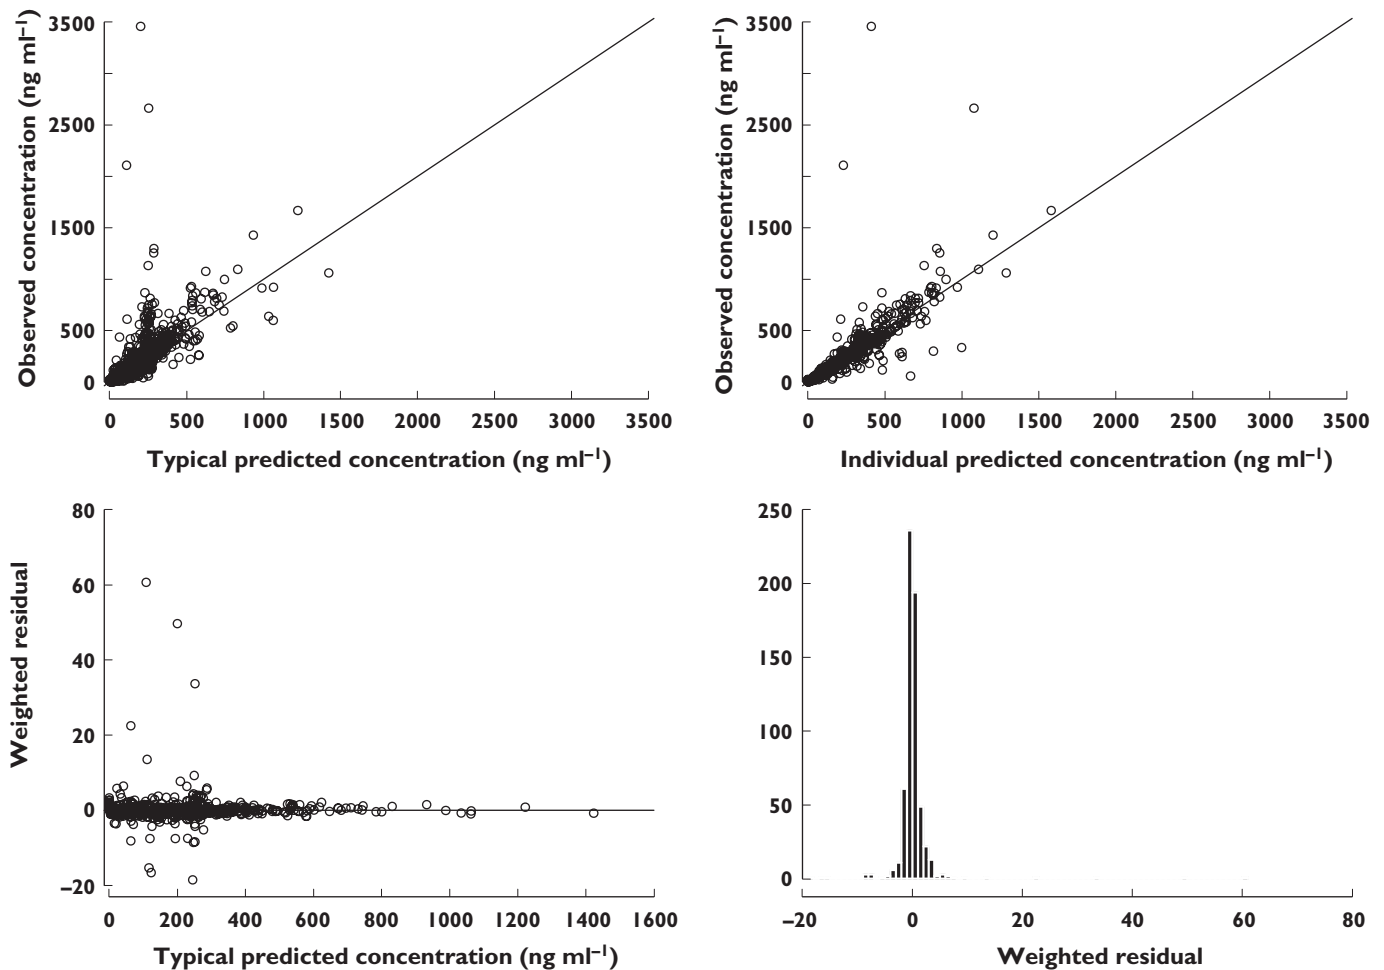 Observed concentration (ng ml⁻¹)
3500
2500
1500
500
0
0 500 1000 1500 2000 2500 3000 3500
Typical predicted concentration (ng ml⁻¹)
Observed concentration (ng ml⁻¹)
3500
2500
1500
500
0
0 500 1000 1500 2000 2500 3000 3500
Individual predicted concentration (ng ml⁻¹)
Weighted residual
80
60
40
20
0
–20
0 200 400 600 800 1000 1200 1400 1600
Typical predicted concentration (ng ml⁻¹)
250
200
150
100
50
0
–20 0 20 40 60 80
Weighted residual